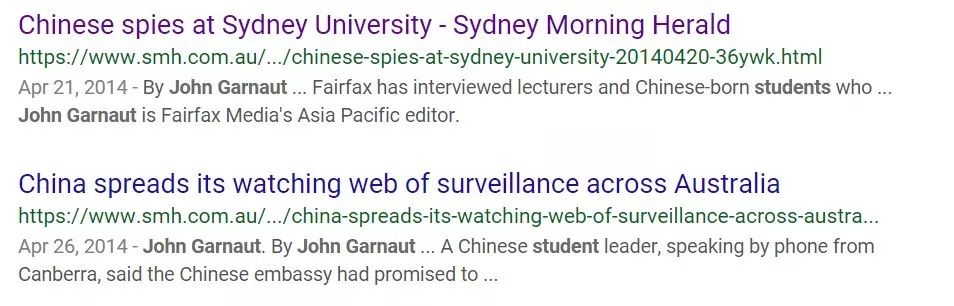 Chinese spies at Sydney University - Sydney Morning Herald
https://www.smh.com.au/.../chinese-spies-at-sydney-university-20140420-36ywk.html
Apr 21, 2014 - By John Garnaut ... Fairfax has interviewed lecturers and Chinese-born students who ...
John Garnaut is Fairfax Media's Asia Pacific editor.
China spreads its watching web of surveillance across Australia
https://www.smh.com.au/.../china-spreads-its-watching-web-of-surveillance-across-austra...
Apr 26, 2014 - John Garnaut. By John Garnaut ... A Chinese student leader, speaking by phone from
Canberra, said the Chinese embassy had promised to ...